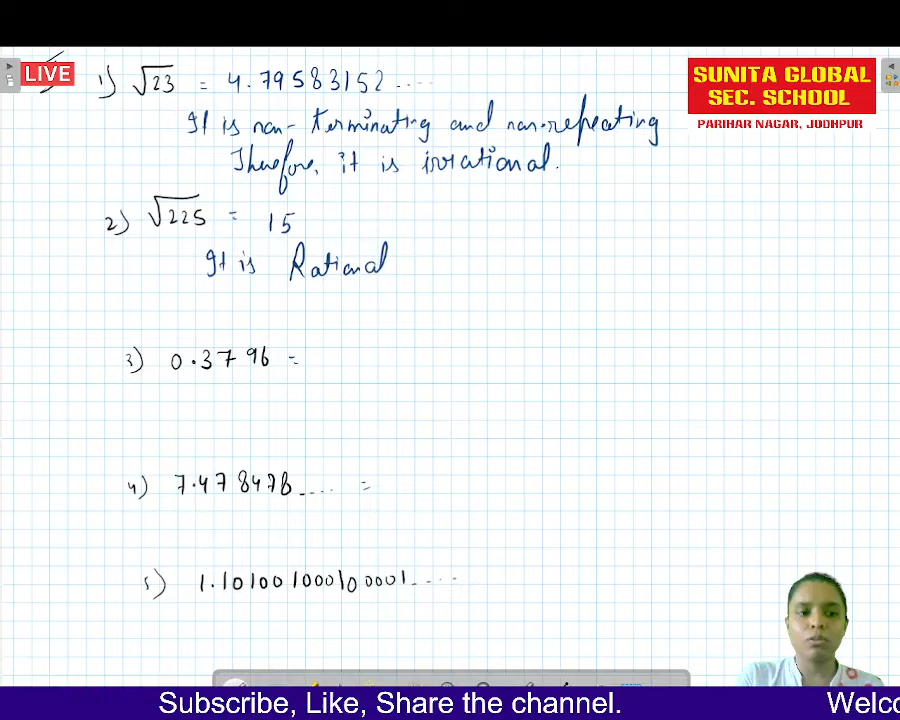 LIVE
SUNITA GLOBAL
SEC. SCHOOL
PARIHAR NAGAR, JODHPUR
1) √23 = 4.79583152.....
It is non-terminating and non-repeating
Therefore, it is irrational.
2) √225 = 15
It is Rational
3) 0.3796 =
4) 7.478478..... =
5) 1.101001000100001.....
Subscribe, Like, Share the channel.
Welco